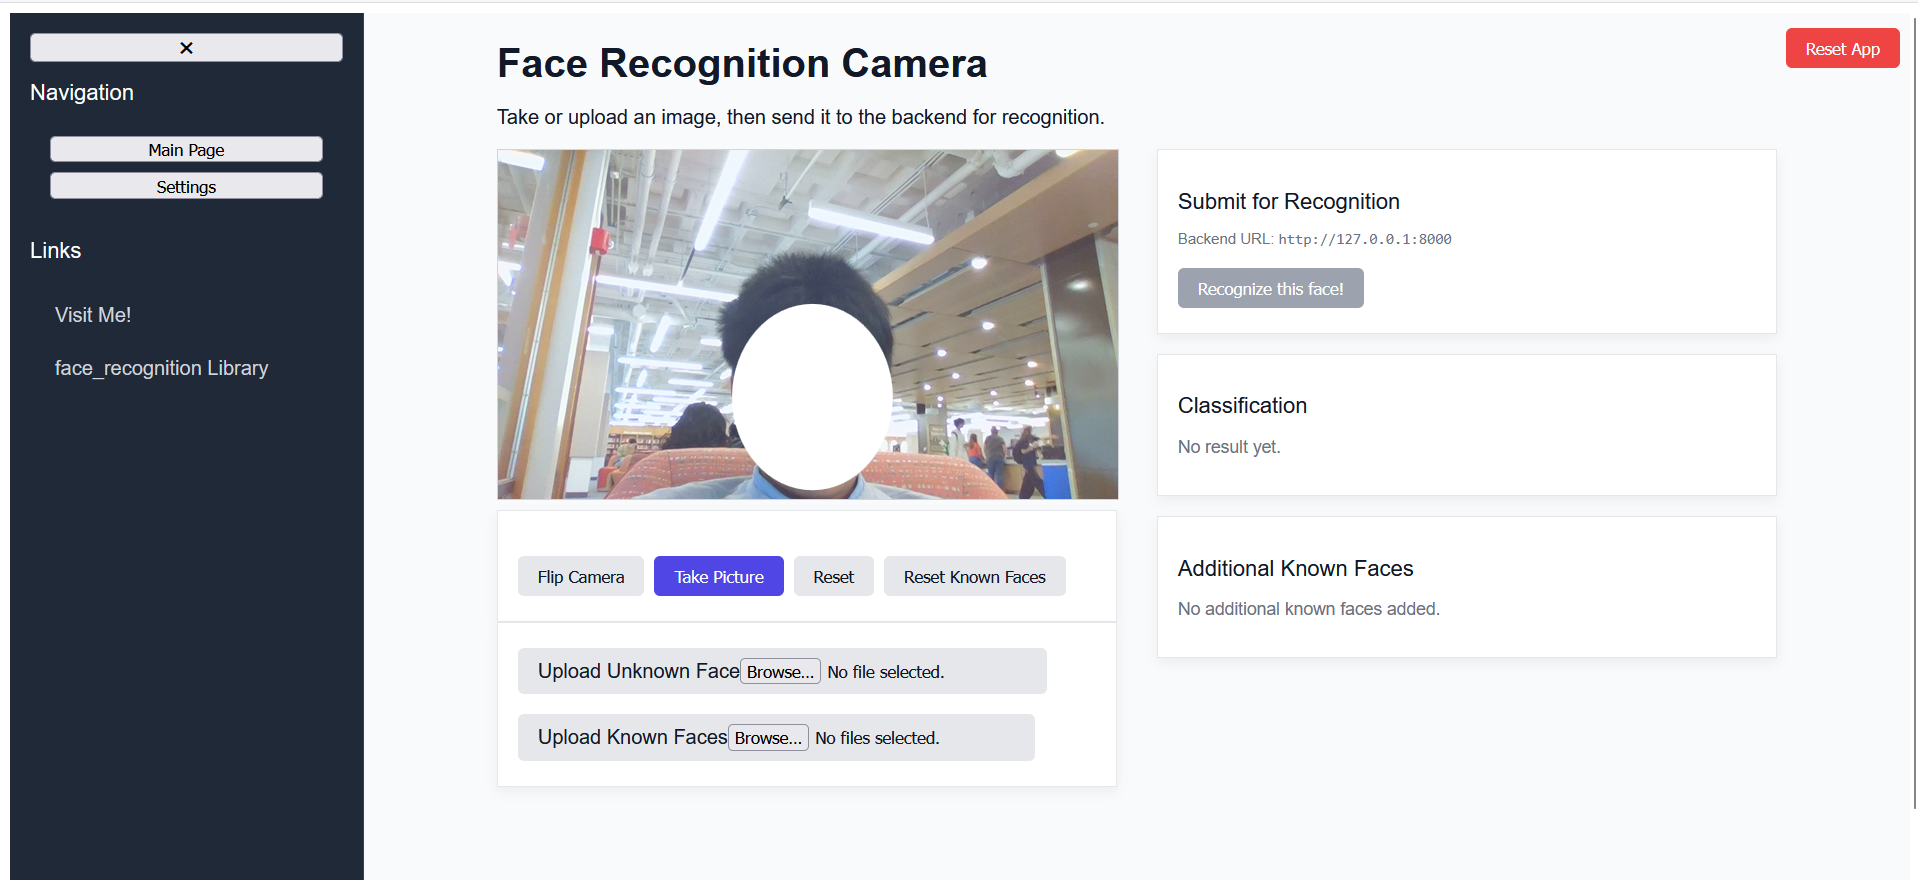 ✕
Navigation
Main Page
Settings
Links
Visit Me!
face_recognition Library
Reset App
Face Recognition Camera
Take or upload an image, then send it to the backend for recognition.
Flip Camera
Take Picture
Reset
Reset Known Faces
Upload Unknown Face Browse... No file selected.
Upload Known Faces Browse... No files selected.
Submit for Recognition
Backend URL: http://127.0.0.1:8000
Recognize this face!
Classification
No result yet.
Additional Known Faces
No additional known faces added.